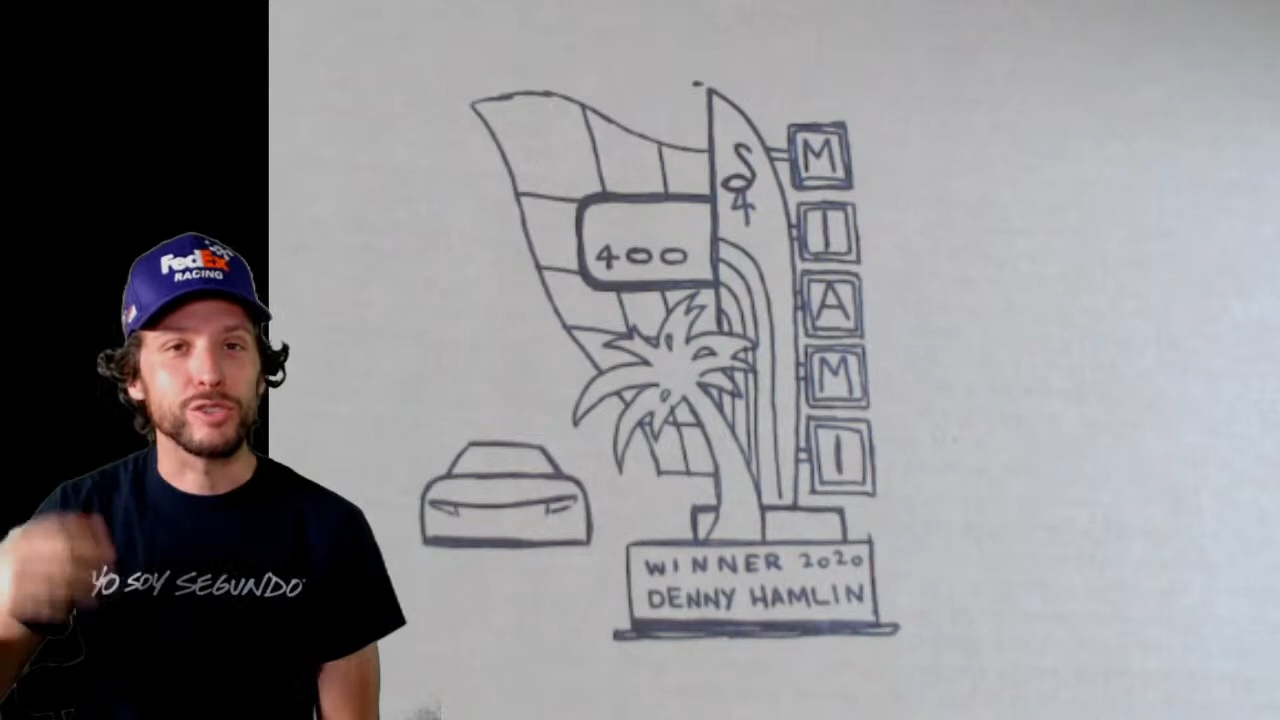 FedEx
RACING
YO SOY SEGUNDO
400
M
I
A
M
I
WINNER 2020
DENNY HAMLIN